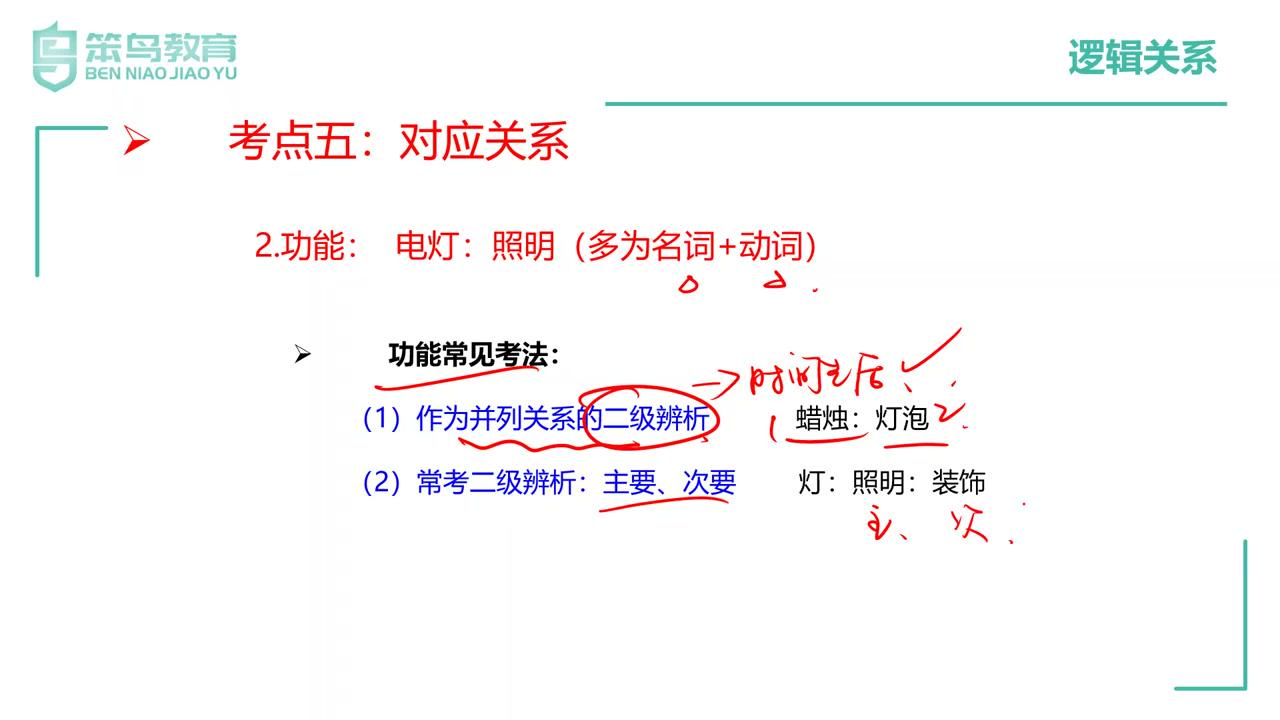 笨鸟教育
BEN NIAO JIAO YU
逻辑关系
考点五：对应关系
2.功能： 电灯：照明（多为名词+动词）
功能常见考法：
时间先后、
（1）作为并列关系的二级辨析 1 蜡烛：灯泡 2
（2）常考二级辨析：主要、次要 灯：照明：装饰
主、 次